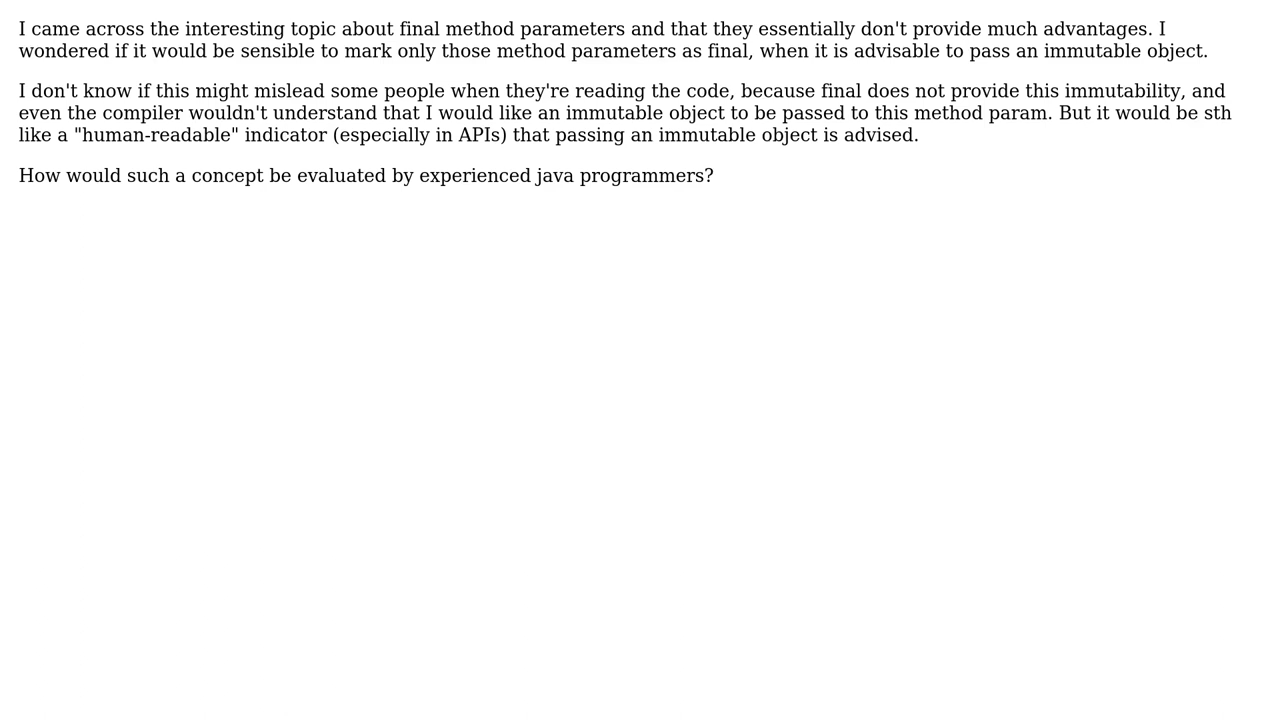 I came across the interesting topic about final method parameters and that they essentially don't provide much advantages. I
wondered if it would be sensible to mark only those method parameters as final, when it is advisable to pass an immutable object.
I don't know if this might mislead some people when they're reading the code, because final does not provide this immutability, and
even the compiler wouldn't understand that I would like an immutable object to be passed to this method param. But it would be sth
like a "human-readable" indicator (especially in APIs) that passing an immutable object is advised.
How would such a concept be evaluated by experienced java programmers?